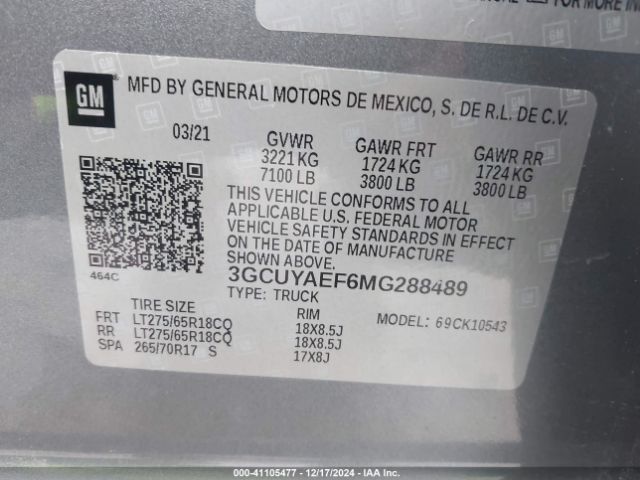 FOR MORE IN
GM
MFD BY GENERAL MOTORS DE MEXICO, S. DE R.L. DE C.V.
03/21 GVWR GAWR FRT GAWR RR
3221 KG 1724 KG 1724 KG
7100 LB 3800 LB 3800 LB
THIS VEHICLE CONFORMS TO ALL
APPLICABLE U.S. FEDERAL MOTOR
VEHICLE SAFETY STANDARDS IN EFFECT
ON THE DATE OF MANUFACTURE
SHOWN ABOVE.
464C
3GCUYAEF6MG288489
TYPE: TRUCK
TIRE SIZE RIM MODEL: 69CK10543
FRT LT275/65R18CQ 18X8.5J
RR LT275/65R18CQ 18X8.5J
SPA 265/70R17 S 17X8J
000-41105477 - 12/17/2024 - IAA Inc.